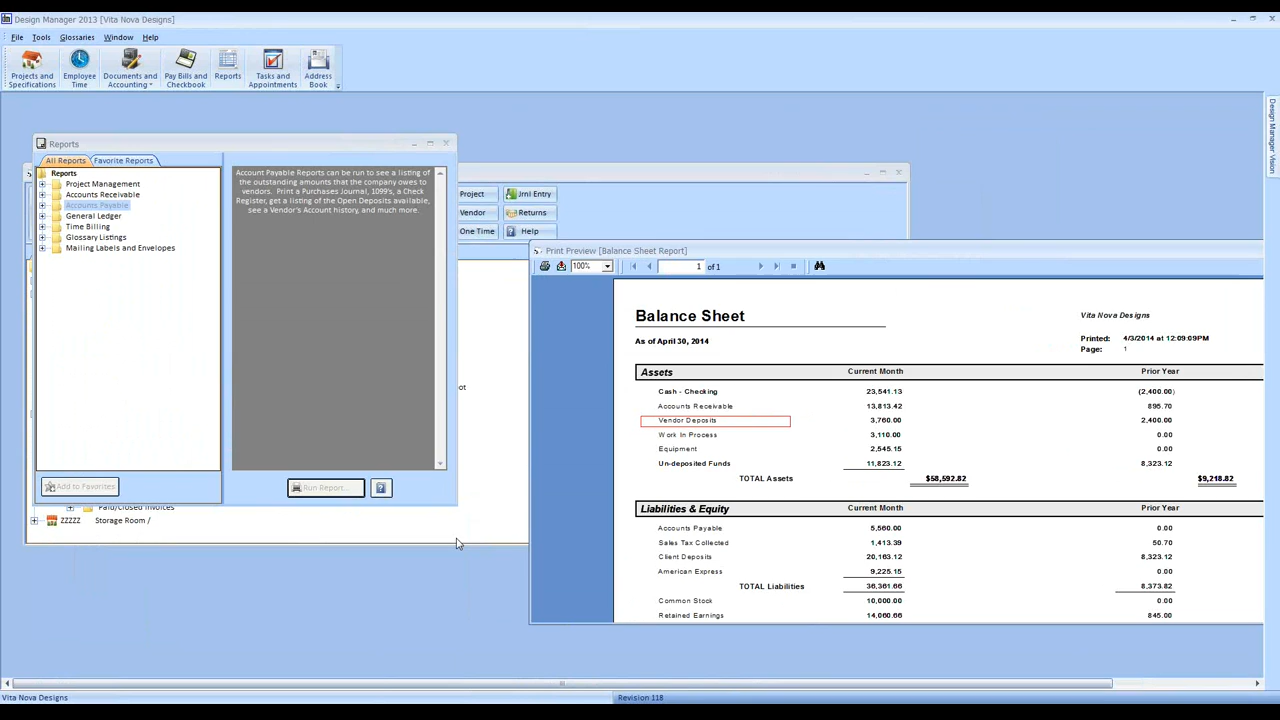 Design Manager 2013 [Vita Nova Designs]
File Tools Glossaries Window Help
Projects and Specifications
Employee Time
Documents and Accounting
Pay Bills and Checkbook
Reports
Tasks and Appointments
Address Book
Design Manager Vision
Reports
All Reports Favorite Reports
Reports
Project Management
Accounts Receivable
Accounts Payable
General Ledger
Time Billing
Glossary Listings
Mailing Labels and Envelopes
Account Payable Reports can be run to see a listing of
the outstanding amounts that the company owes to
vendors. Print a Purchases Journal, 1099's, a Check
Register, get a listing of the Open Deposits available,
see a Vendor's Account history, and much more.
Add to Favorites
Run Report...
Project Jrnl Entry
Vendor Returns
One Time Help
ot
Paid/Closed Invoices
ZZZZZ Storage Room /
Print Preview [Balance Sheet Report]
100% 1 of 1
Balance Sheet Vita Nova Designs
As of April 30, 2014 Printed: 4/3/2014 at 12:09:09PM
Page: 1
Assets Current Month Prior Year
Cash - Checking 23,541.13 (2,400.00)
Accounts Receivable 13,813.42 895.70
Vendor Deposits 3,760.00 2,400.00
Work In Process 3,110.00 0.00
Equipment 2,545.15 0.00
Un-deposited Funds 11,823.12 8,323.12
TOTAL Assets $58,592.82 $9,218.82
Liabilities & Equity Current Month Prior Year
Accounts Payable 5,560.00 0.00
Sales Tax Collected 1,413.39 50.70
Client Deposits 20,163.12 8,323.12
American Express 9,225.15 0.00
TOTAL Liabilities 36,361.66 8,373.82
Common Stock 10,000.00 0.00
Retained Earnings 14,060.66 845.00
Vita Nova Designs Revision 118